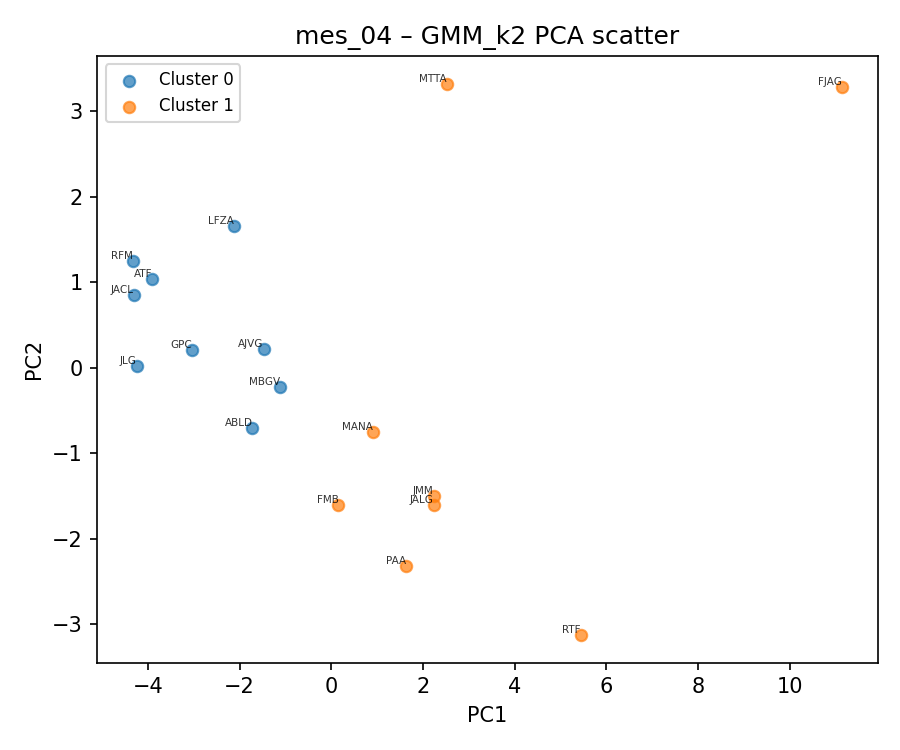 mes_04 – GMM_k2 PCA scatter
Cluster 0
Cluster 1
MTTA
FJAG
LFZA
RFM
ATF
JACL
GPC
AJVG
JLG
MBGV
ABLD
MANA
JMM
FMB
JALG
PAA
RTF
3
2
1
0
−1
−2
−3
PC2
−4
−2
0
2
4
6
8
10
PC1